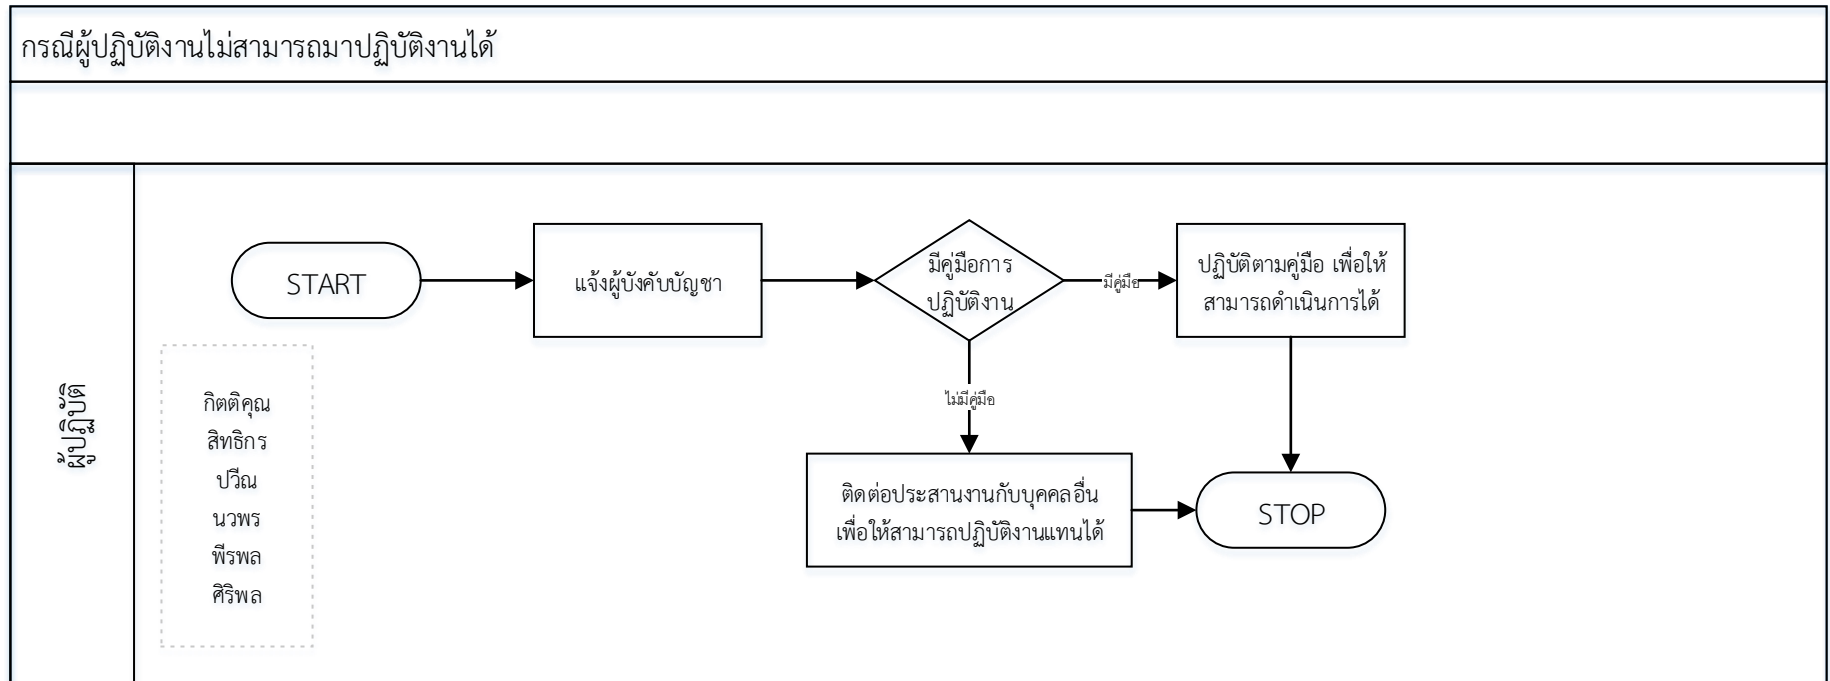 กรณีผู้ปฏิบัติงานไม่สามารถมาปฏิบัติงานได้
ผู้ปฏิบัติ
START
แจ้งผู้บังคับบัญชา
มีคู่มือการ
ปฏิบัติงาน
มีคู่มือ
ปฏิบัติตามคู่มือ เพื่อให้
สามารถดำเนินการได้
ไม่มีคู่มือ
ติดต่อประสานงานกับบุคคลอื่น
เพื่อให้สามารถปฏิบัติงานแทนได้
STOP
กิตติคุณ
สิทธิกร
ปวีณ
นวพร
พีรพล
ศิริพล